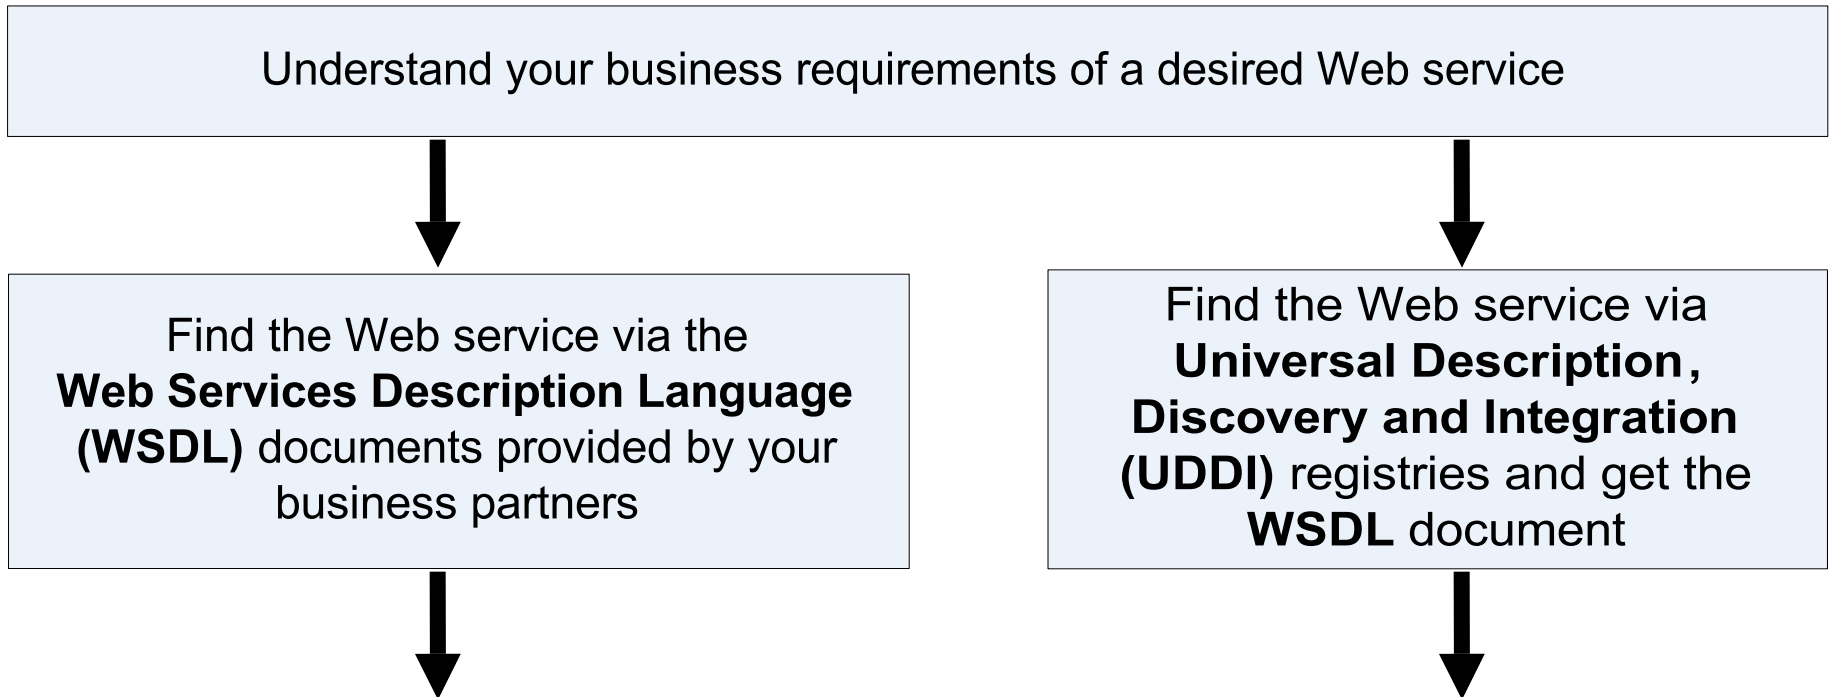 Understand your business requirements of a desired Web service
Find the Web service via the
Web Services Description Language
(WSDL) documents provided by your
business partners
Find the Web service via
Universal Description,
Discovery and Integration
(UDDI) registries and get the
WSDL document